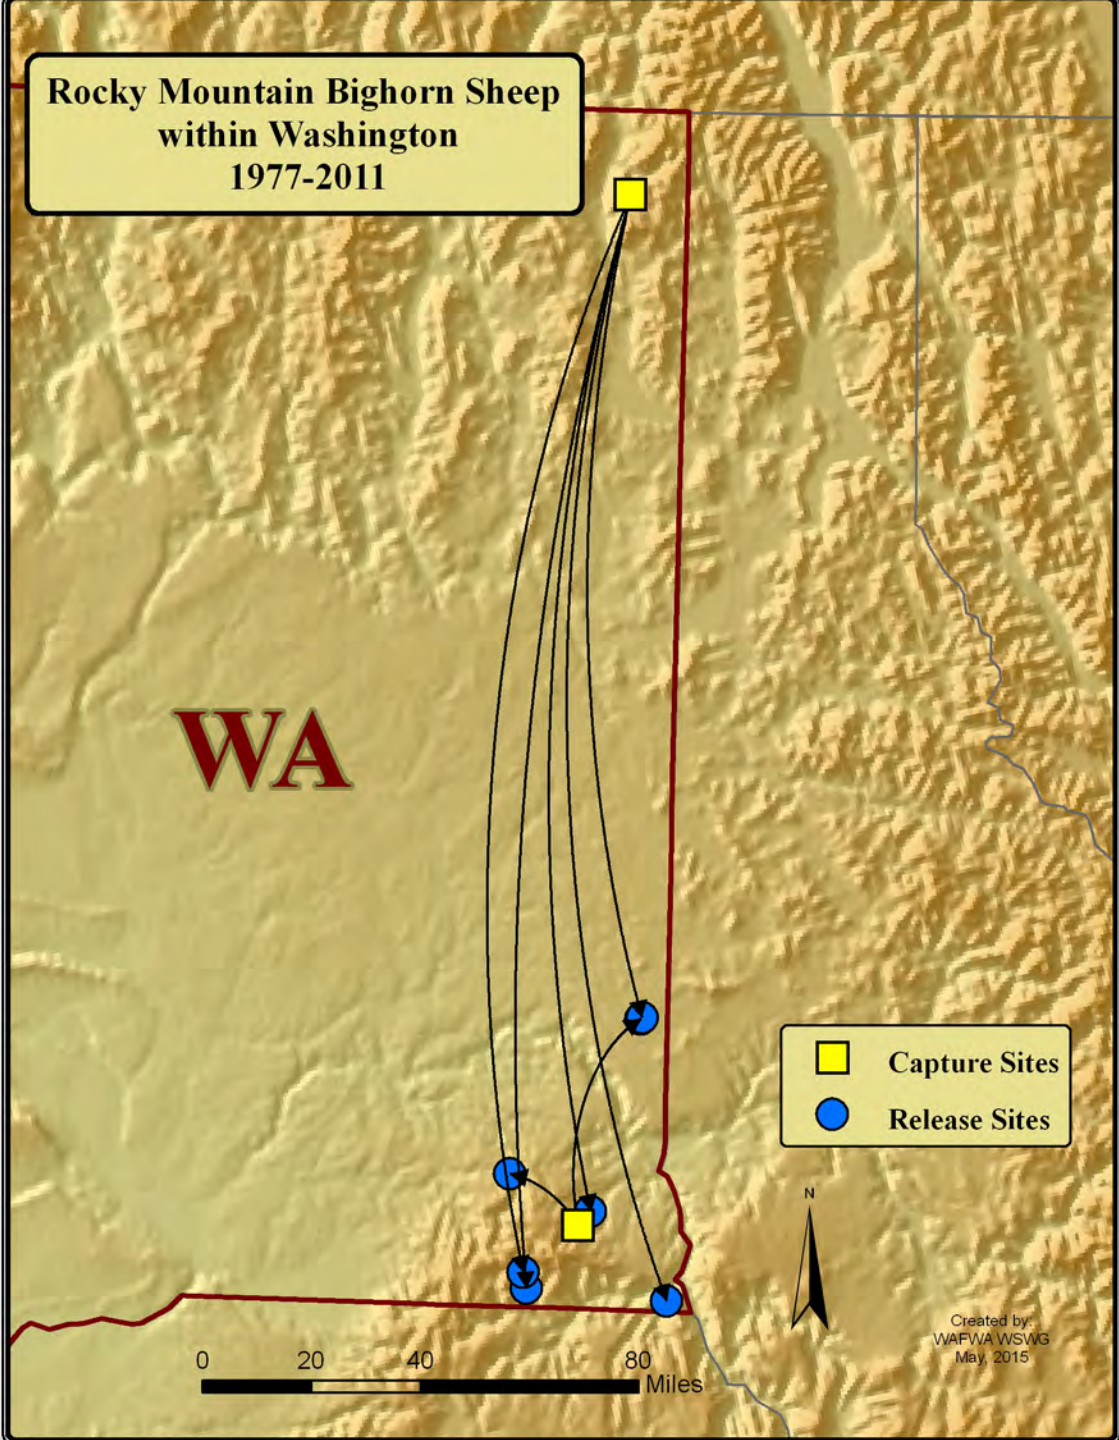 Rocky Mountain Bighorn Sheep
within Washington
1977-2011
WA
Capture Sites
Release Sites
N
Created by:
WAFWA WSWG
May, 2015
0 20 40 80
Miles